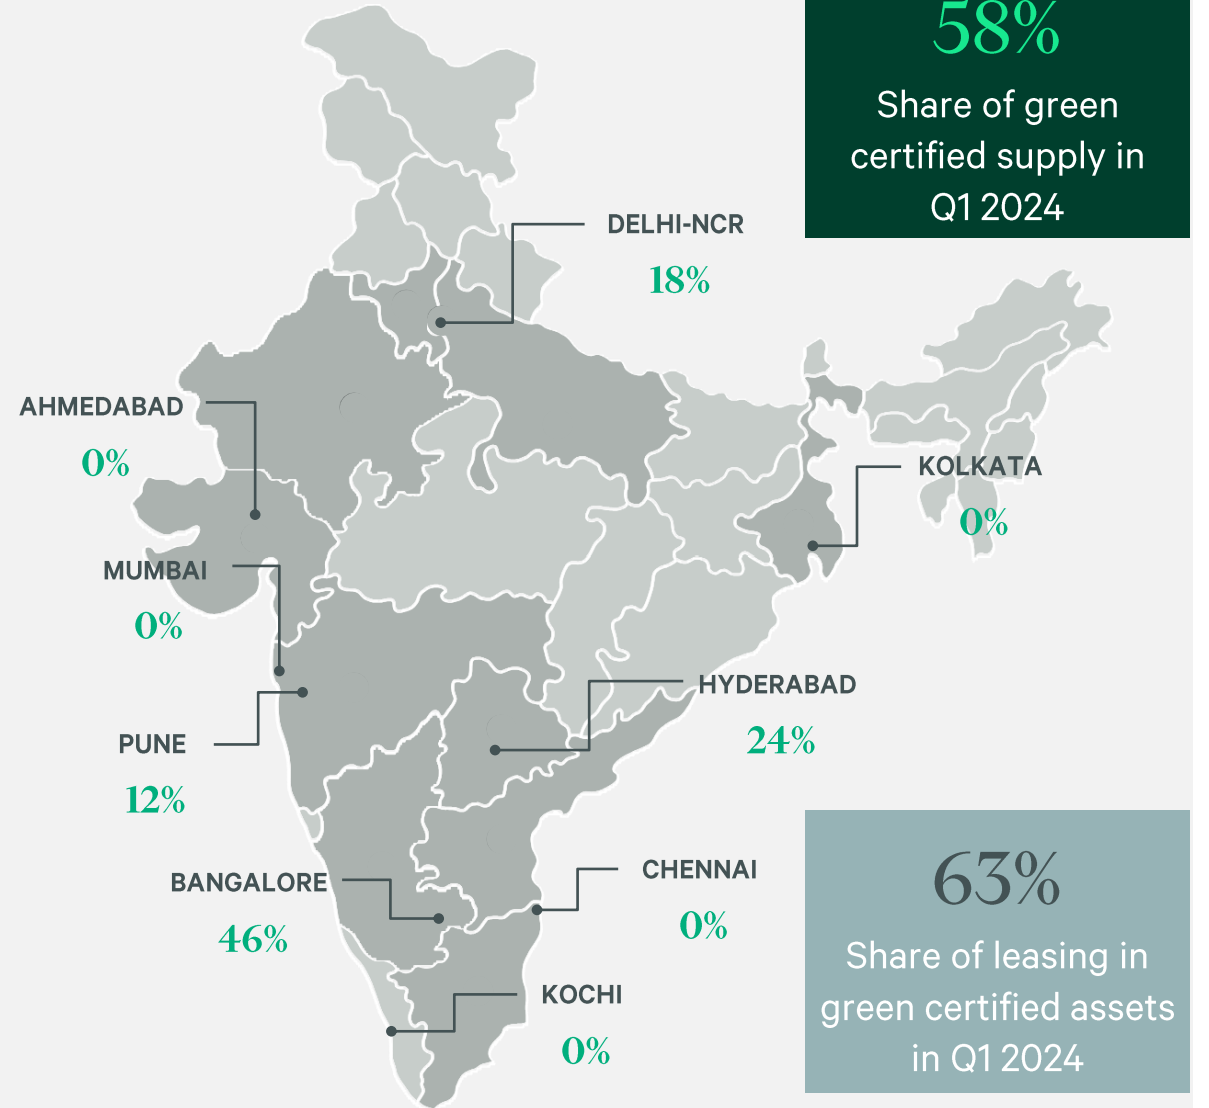 58%
Share of green
certified supply in
Q1 2024
DELHI-NCR
18%
AHMEDABAD
0%
KOLKATA
0%
MUMBAI
0%
HYDERABAD
24%
PUNE
12%
BANGALORE
46%
CHENNAI
0%
KOCHI
0%
63%
Share of leasing in
green certified assets
in Q1 2024